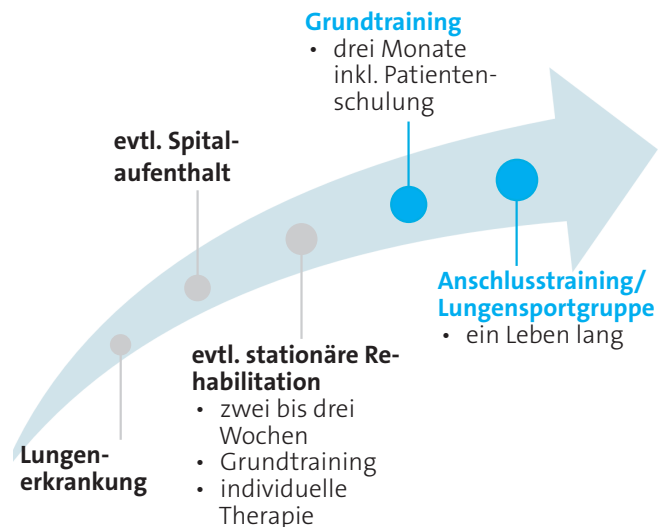 Grundtraining
• drei Monate
inkl. Patienten-
schulung
evtl. Spital-
aufenthalt
Anschlusstraining/
Lungensportgruppe
• ein Leben lang
evtl. stationäre Re-
habilitation
• zwei bis drei
Wochen
• Grundtraining
• individuelle
Therapie
Lungen-
erkrankung